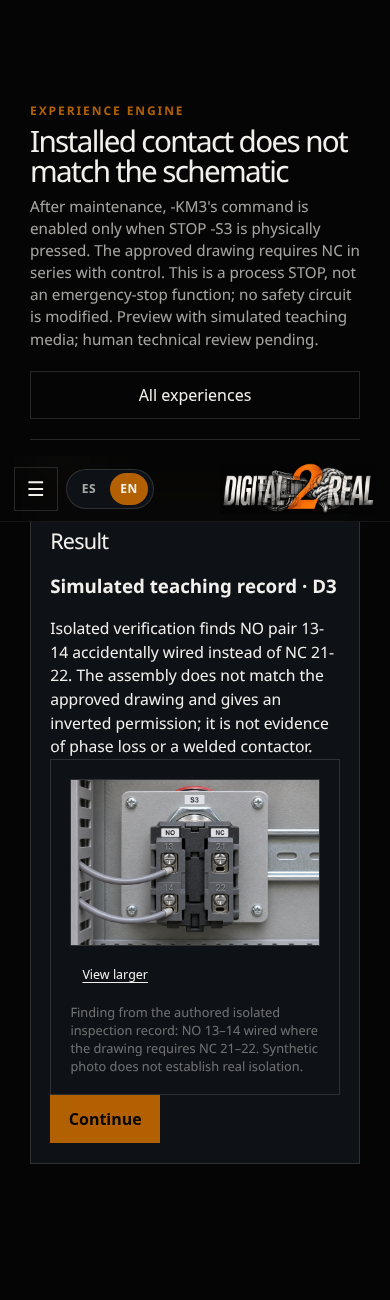 EXPERIENCE ENGINE
Installed contact does not
match the schematic
After maintenance, -KM3's command is
enabled only when STOP -S3 is physically
pressed. The approved drawing requires NC in
series with control. This is a process STOP, not
an emergency-stop function; no safety circuit
is modified. Preview with simulated teaching
media; human technical review pending.
All experiences
☰ ES EN DIGITAL 2 REAL
Result
Simulated teaching record · D3
Isolated verification finds NO pair 13-
14 accidentally wired instead of NC 21-
22. The assembly does not match the
approved drawing and gives an
inverted permission; it is not evidence
of phase loss or a welded contactor.
S3
NO NC
13 21
14 22
View larger
Finding from the authored isolated
inspection record: NO 13–14 wired where
the drawing requires NC 21–22. Synthetic
photo does not establish real isolation.
Continue